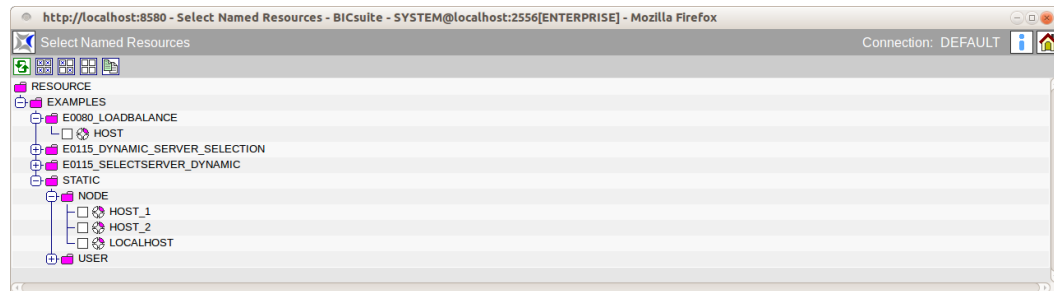 http://localhost:8580 - Select Named Resources - BICsuite - SYSTEM@localhost:2556[ENTERPRISE] - Mozilla Firefox
Select Named Resources Connection: DEFAULT
RESOURCE
EXAMPLES
E0080_LOADBALANCE
HOST
E0115_DYNAMIC_SERVER_SELECTION
E0115_SELECTSERVER_DYNAMIC
STATIC
NODE
HOST_1
HOST_2
LOCALHOST
USER